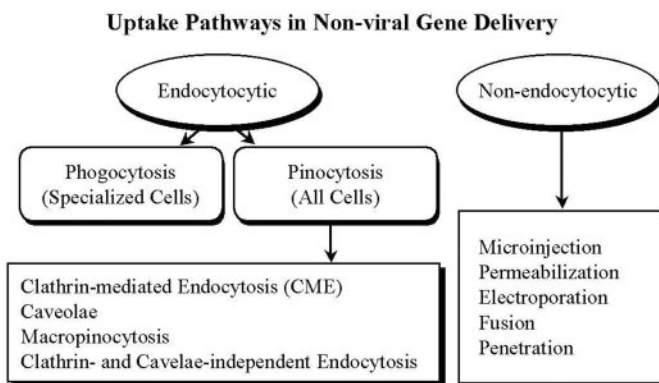 Uptake Pathways in Non-viral Gene Delivery
Endocytocytic
Non-endocytocytic
Phogocytosis
(Specialized Cells)
Pinocytosis
(All Cells)
Clathrin-mediated Endocytosis (CME)
Caveolae
Macropinocytosis
Clathrin- and Cavelae-independent Endocytosis
Microinjection
Permeabilization
Electroporation
Fusion
Penetration